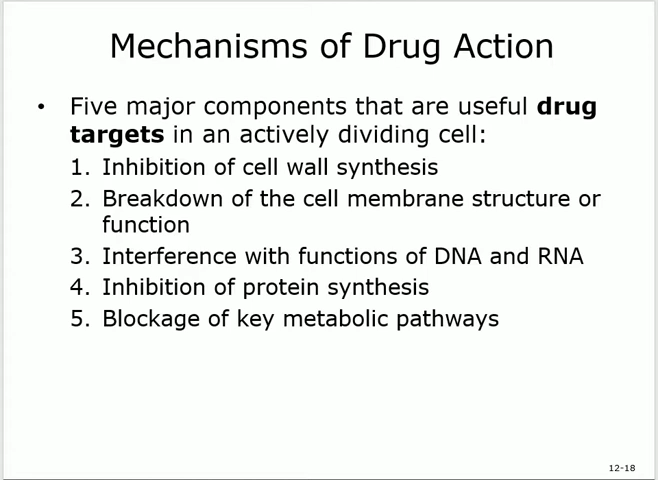 Mechanisms of Drug Action
• Five major components that are useful drug
targets in an actively dividing cell:
1. Inhibition of cell wall synthesis
2. Breakdown of the cell membrane structure or
function
3. Interference with functions of DNA and RNA
4. Inhibition of protein synthesis
5. Blockage of key metabolic pathways
12-18